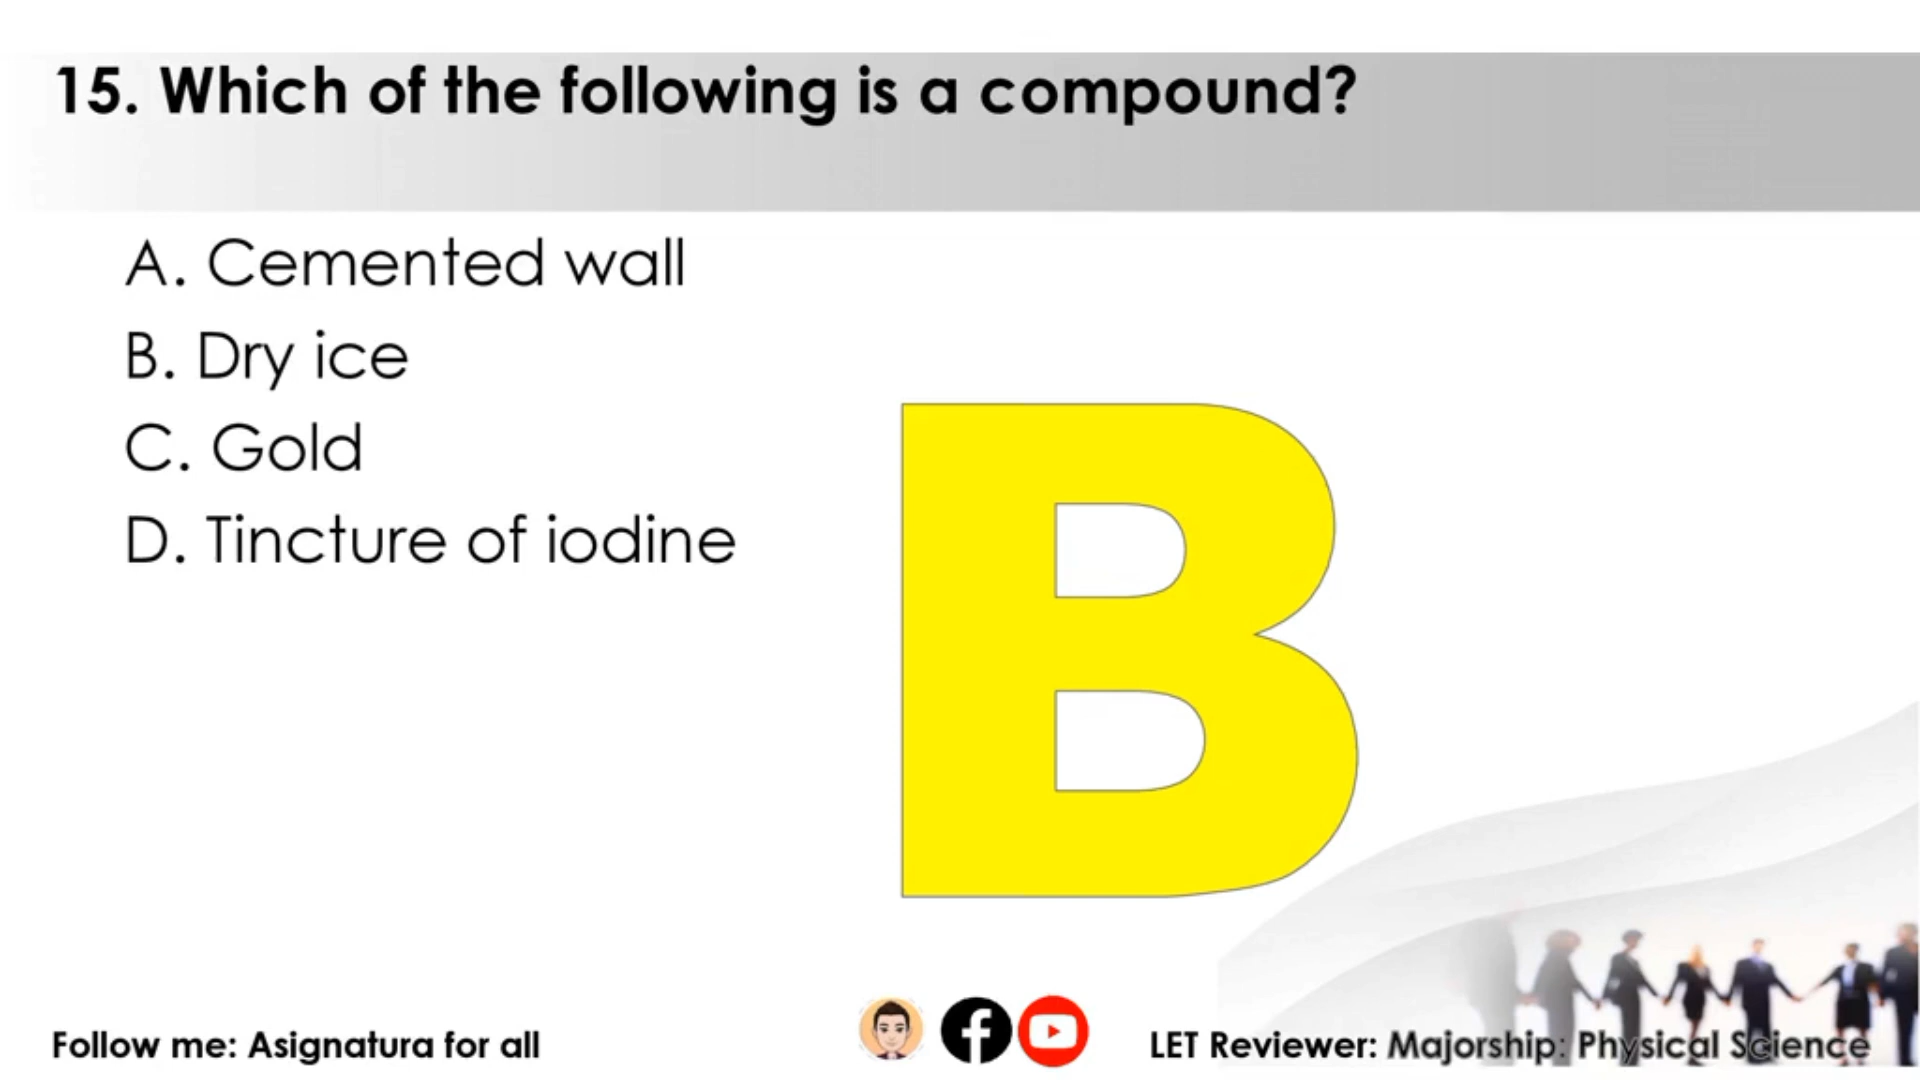 15. Which of the following is a compound?
A. Cemented wall
B. Dry ice
C. Gold
D. Tincture of iodine
B
Follow me: Asignatura for all
LET Reviewer: Majorship: Physical Science